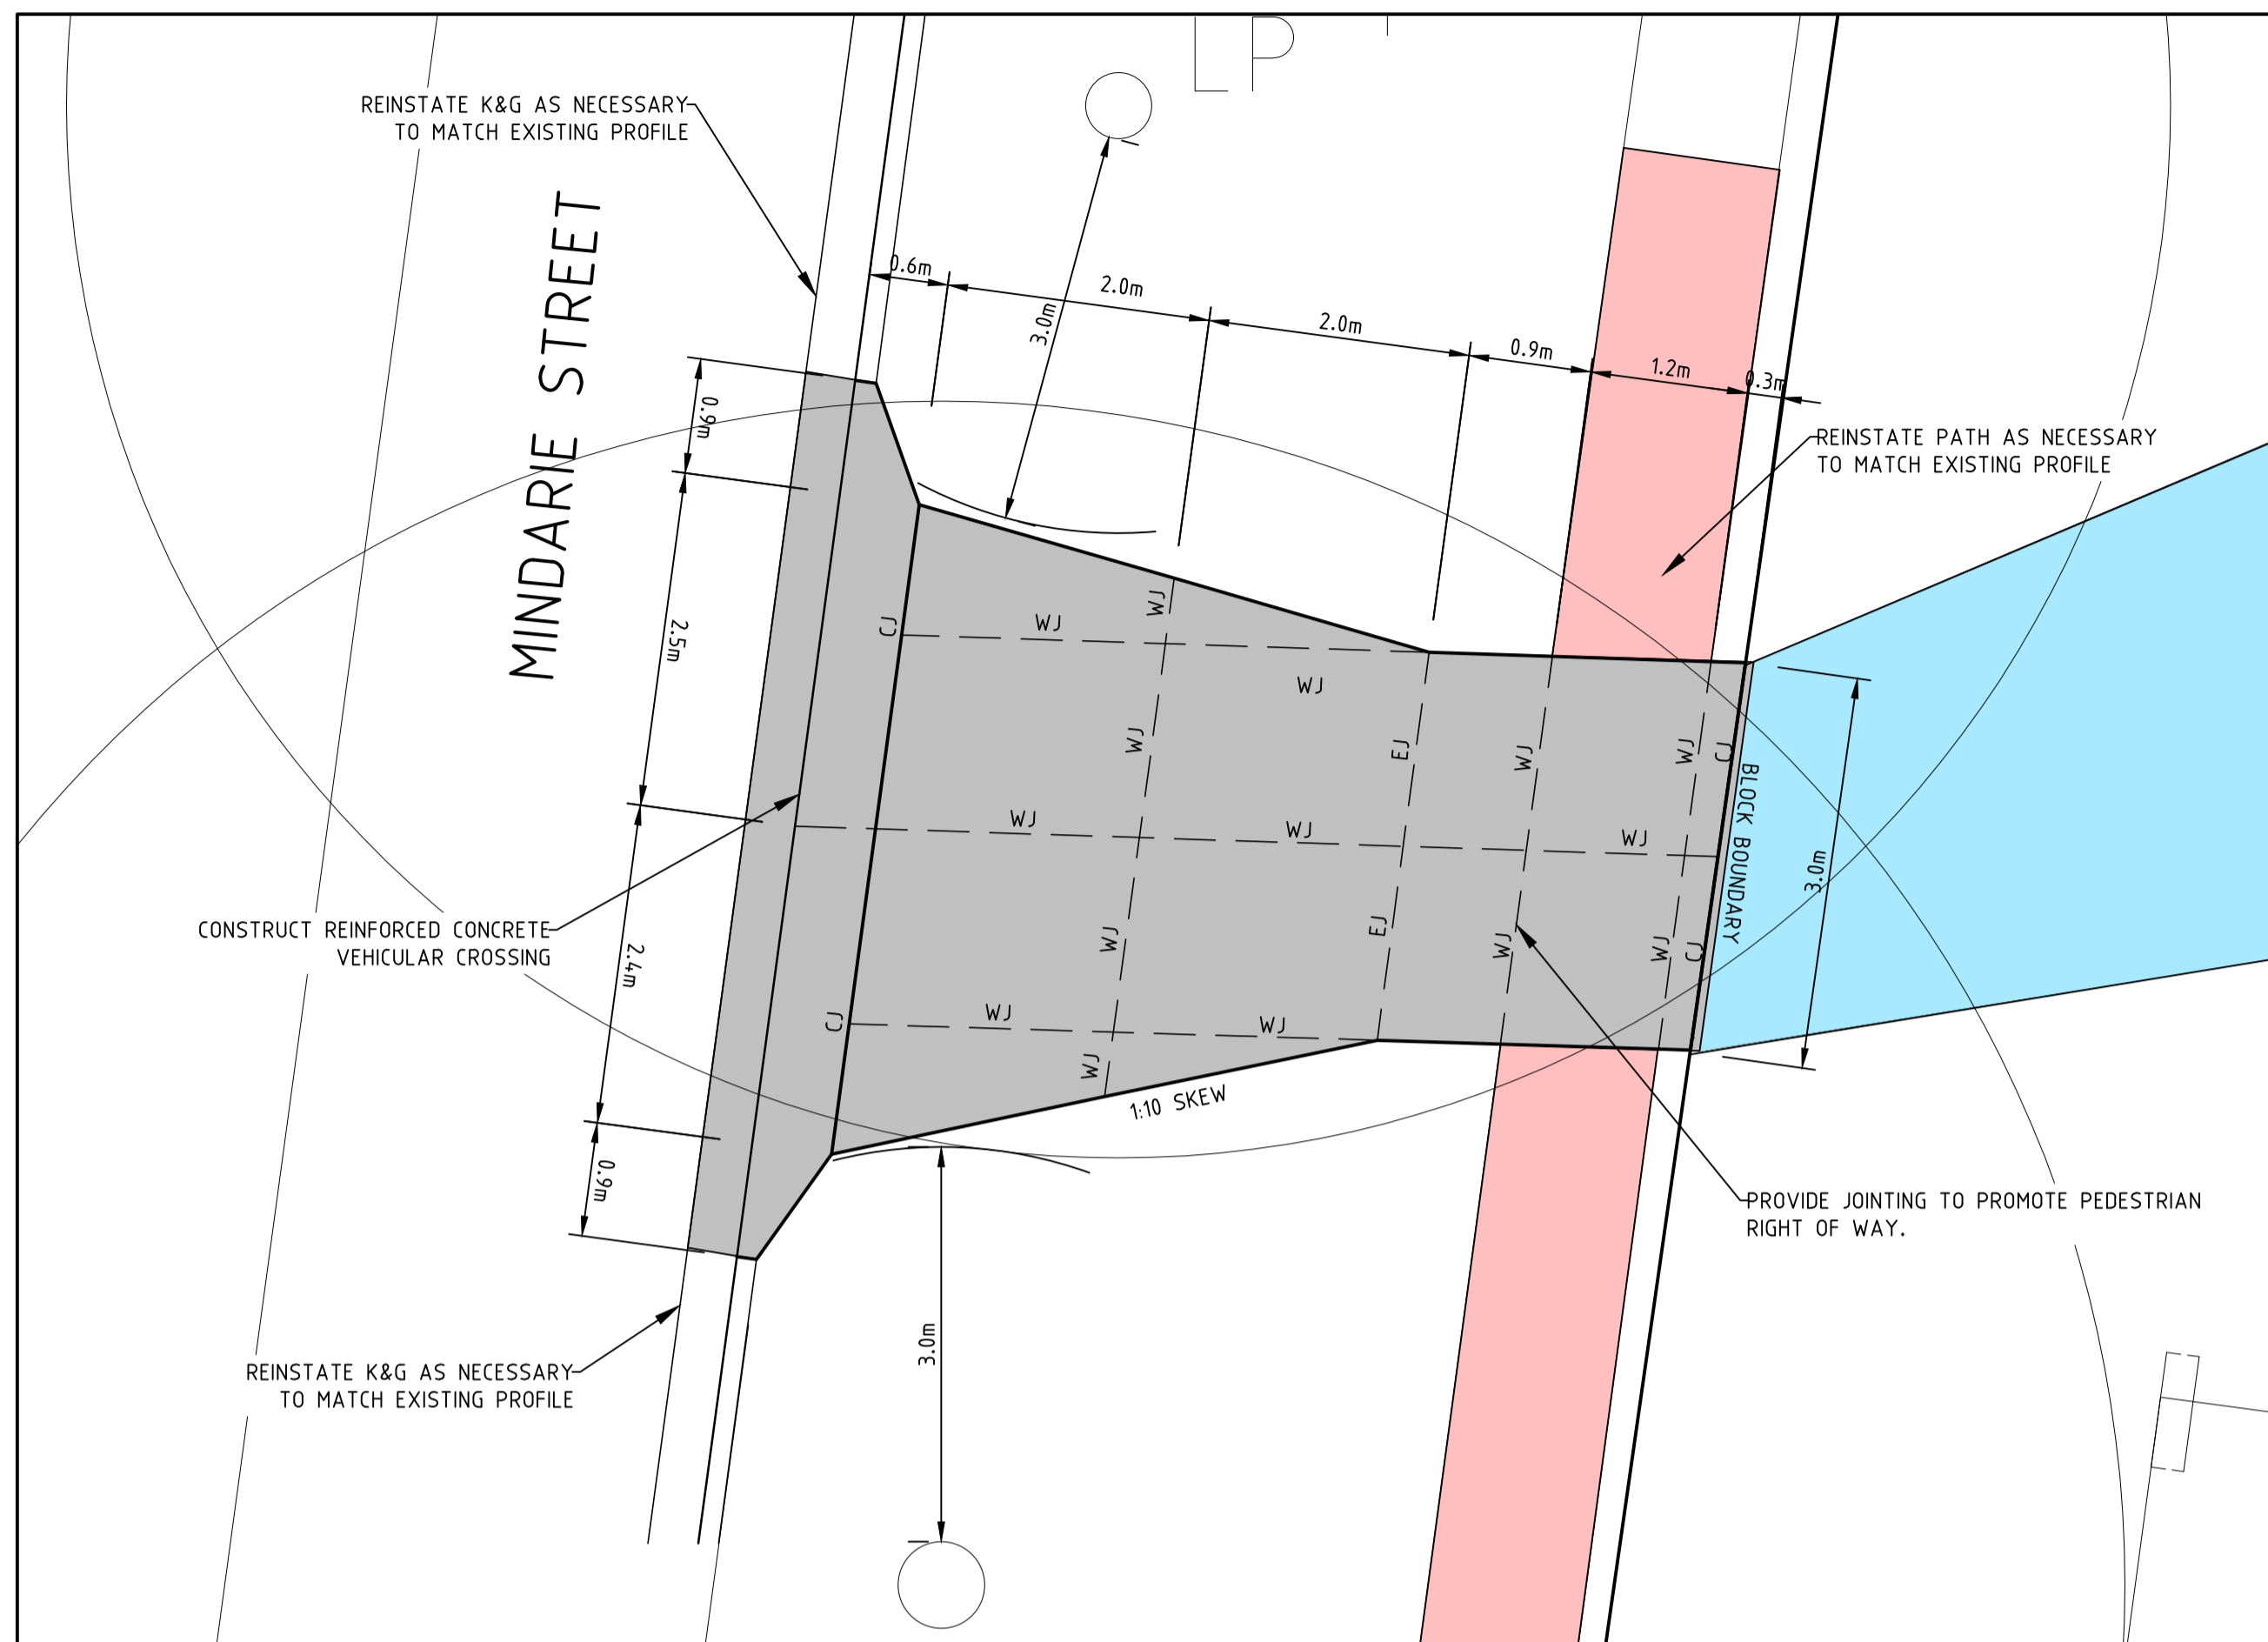 LP
REINSTATE K&G AS NECESSARY
TO MATCH EXISTING PROFILE
MINDARIE STREET
0.6m
2.0m
2.0m
0.9m
1.2m
0.3m
3.0m
0.9m
2.5m
2.4m
0.9m
REINSTATE PATH AS NECESSARY
TO MATCH EXISTING PROFILE
WJ
CJ
WJ
WJ
WJ
EJ
WJ
WJ
CJ
BLOCK BOUNDARY
WJ
WJ
WJ
3.0m
CONSTRUCT REINFORCED CONCRETE
VEHICULAR CROSSING
WJ
EJ
WJ
WJ
CJ
CJ
WJ
WJ
WJ
1:10 SKEW
PROVIDE JOINTING TO PROMOTE PEDESTRIAN
RIGHT OF WAY.
3.0m
REINSTATE K&G AS NECESSARY
TO MATCH EXISTING PROFILE